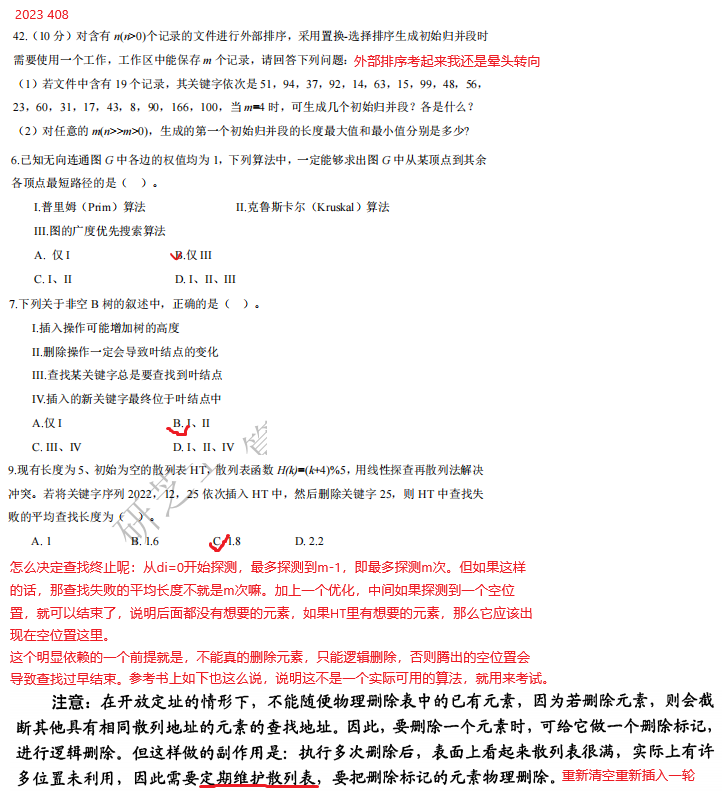 2023 408
42.(10 分) 对含有 n(n>0)个记录的文件进行外部排序，采用置换-选择排序生成初始归并段时
需要使用一个工作，工作区中能保存 m 个记录，请回答下列问题：外部排序考起来我还是晕头转向
（1）若文件中含有 19 个记录，其关键字依次是 51，94，37，92，14，63，15，99，48，56，
23，60，31，17，43，8，90，166，100，当 m=4 时，可生成几个初始归并段？各是什么？
（2）对任意的 m(n>>m>0)，生成的第一个初始归并段的长度最大值和最小值分别是多少?
6.已知无向连通图 G 中各边的权值均为 1，下列算法中，一定能够求出图 G 中从某顶点到其余
各顶点最短路径的是（ ）。
I.普里姆（Prim）算法 II.克鲁斯卡尔（Kruskal）算法
III.图的广度优先搜索算法
A. 仅 I B.仅 III
C. I、II D. I、II、III
7.下列关于非空 B 树的叙述中，正确的是（ ）。
I.插入操作可能增加树的高度
II.删除操作一定会导致叶结点的变化
III.查找某关键字总是要查找到叶结点
IV.插入的新关键字最终位于叶结点中
A.仅 I B. I、II
C. III、IV D. I、II、IV
9.现有长度为 5、初始为空的散列表 HT，散列表函数 H(k)=(k+4)%5，用线性探查再散列法解决
冲突。若将关键字序列 2022，12，25 依次插入 HT 中，然后删除关键字 25，则 HT 中查找失
败的平均查找长度为（ ）。
A. 1 B. 1.6 C. 1.8 D. 2.2
怎么决定查找终止呢：从di=0开始探测，最多探测到m-1，即最多探测m次。但如果这样
的话，那查找失败的平均长度不就是m次嘛。加上一个优化，中间如果探测到一个空位
置，就可以结束了，说明后面都没有想要的元素，如果HT里有想要的元素，那么它应该出
现在空位置这里。
这个明显依赖的一个前提就是，不能真的删除元素，只能逻辑删除，否则腾出的空位置会
导致查找过早结束。参考书上如下也这么说，说明这不是一个实际可用的算法，就用来考试。
注意：在开放定址的情形下，不能随便物理删除表中的已有元素，因为若删除元素，则会截
断其他具有相同散列地址的元素的查找地址。因此，要删除一个元素时，可给它做一个删除标记，
进行逻辑删除。但这样做的副作用是：执行多次删除后，表面上看起来散列表很满，实际上有许
多位置未利用，因此需要定期维护散列表，要把删除标记的元素物理删除。重新清空重新插入一轮
研芝士